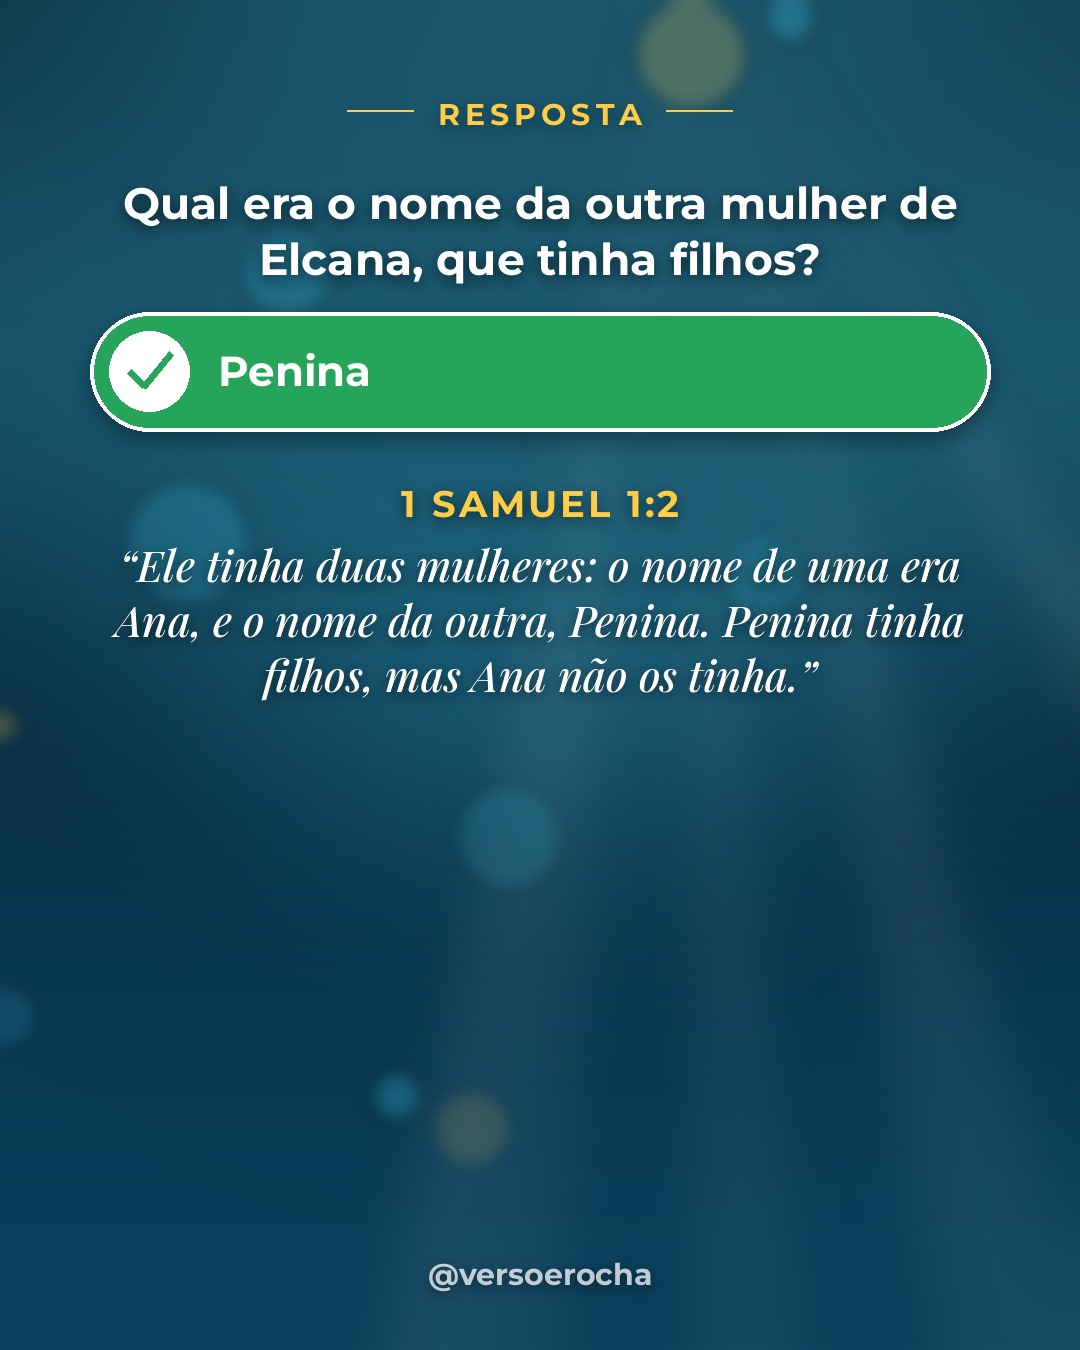 RESPOSTA
Qual era o nome da outra mulher de
Elcana, que tinha filhos?
Penina
1 SAMUEL 1:2
“Ele tinha duas mulheres: o nome de uma era
Ana, e o nome da outra, Penina. Penina tinha
filhos, mas Ana não os tinha.”
@versoerocha